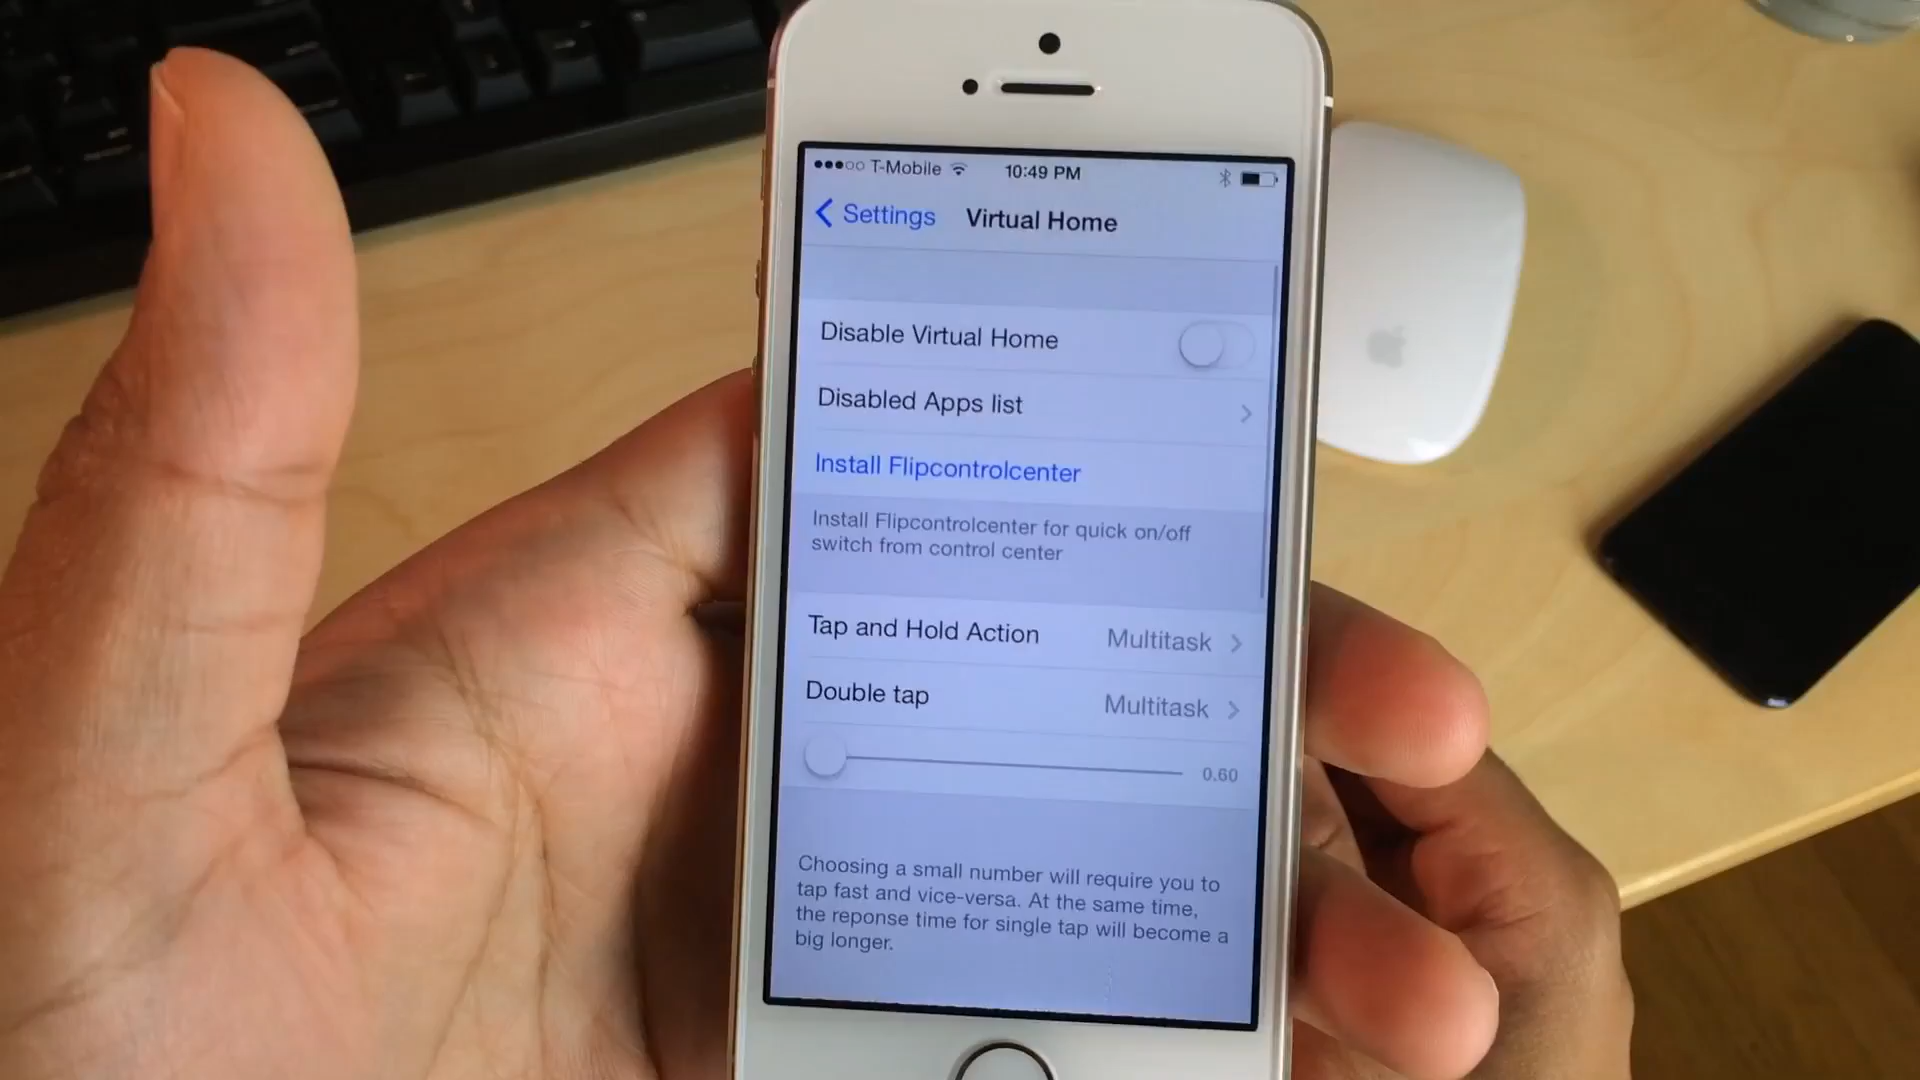 T-Mobile 10:49 PM
Settings Virtual Home
Disable Virtual Home
Disabled Apps list
Install Flipcontrolcenter
Install Flipcontrolcenter for quick on/off
switch from control center
Tap and Hold Action Multitask
Double tap Multitask
0.60
Choosing a small number will require you to
tap fast and vice-versa. At the same time,
the reponse time for single tap will become a
big longer.